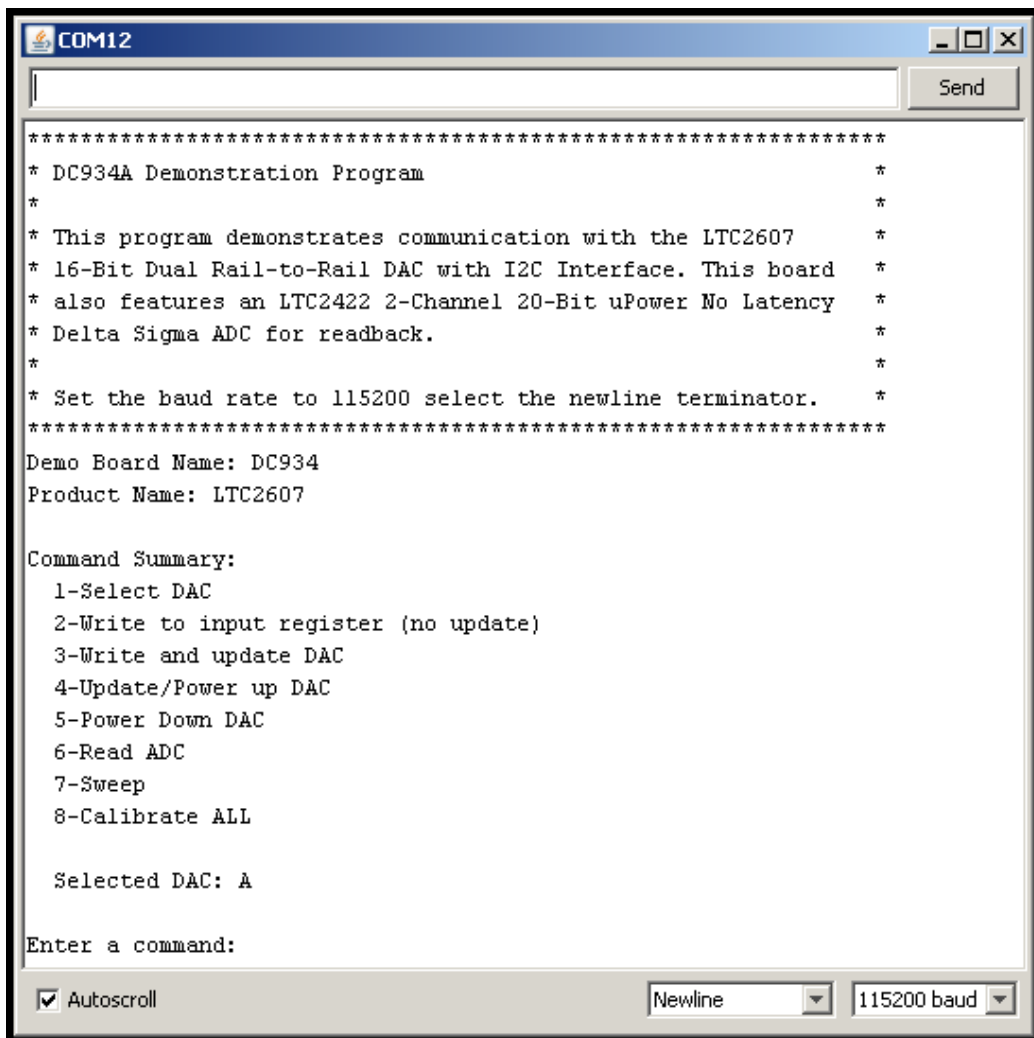 COM12
Send
******************************************************************
* DC934A Demonstration Program                                   *
*                                                                *
* This program demonstrates communication with the LTC2607       *
* 16-Bit Dual Rail-to-Rail DAC with I2C Interface. This board    *
* also features an LTC2422 2-Channel 20-Bit uPower No Latency    *
* Delta Sigma ADC for readback.                                  *
*                                                                *
* Set the baud rate to 115200 select the newline terminator.     *
******************************************************************
Demo Board Name: DC934
Product Name: LTC2607

Command Summary:
  1-Select DAC
  2-Write to input register (no update)
  3-Write and update DAC
  4-Update/Power up DAC
  5-Power Down DAC
  6-Read ADC
  7-Sweep
  8-Calibrate ALL

  Selected DAC: A

Enter a command:
Autoscroll
Newline
115200 baud